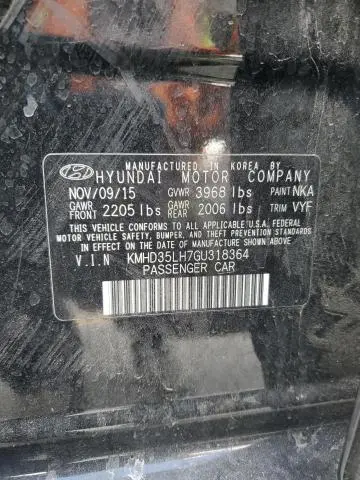 MANUFACTURED IN KOREA BY
HYUNDAI MOTOR COMPANY
NOV/09/15 GVWR 3968 lbs PAINT NKA
GAWR FRONT 2205 lbs GAWR REAR 2006 lbs TRIM VYF
THIS VEHICLE CONFORMS TO ALL APPLICABLE U.S.A. FEDERAL
MOTOR VEHICLE SAFETY, BUMPER, AND THEFT PREVENTION STANDARDS
IN EFFECT ON THE DATE OF MANUFACTURE SHOWN ABOVE.
V.I.N KMHD35LH7GU318364
PASSENGER CAR